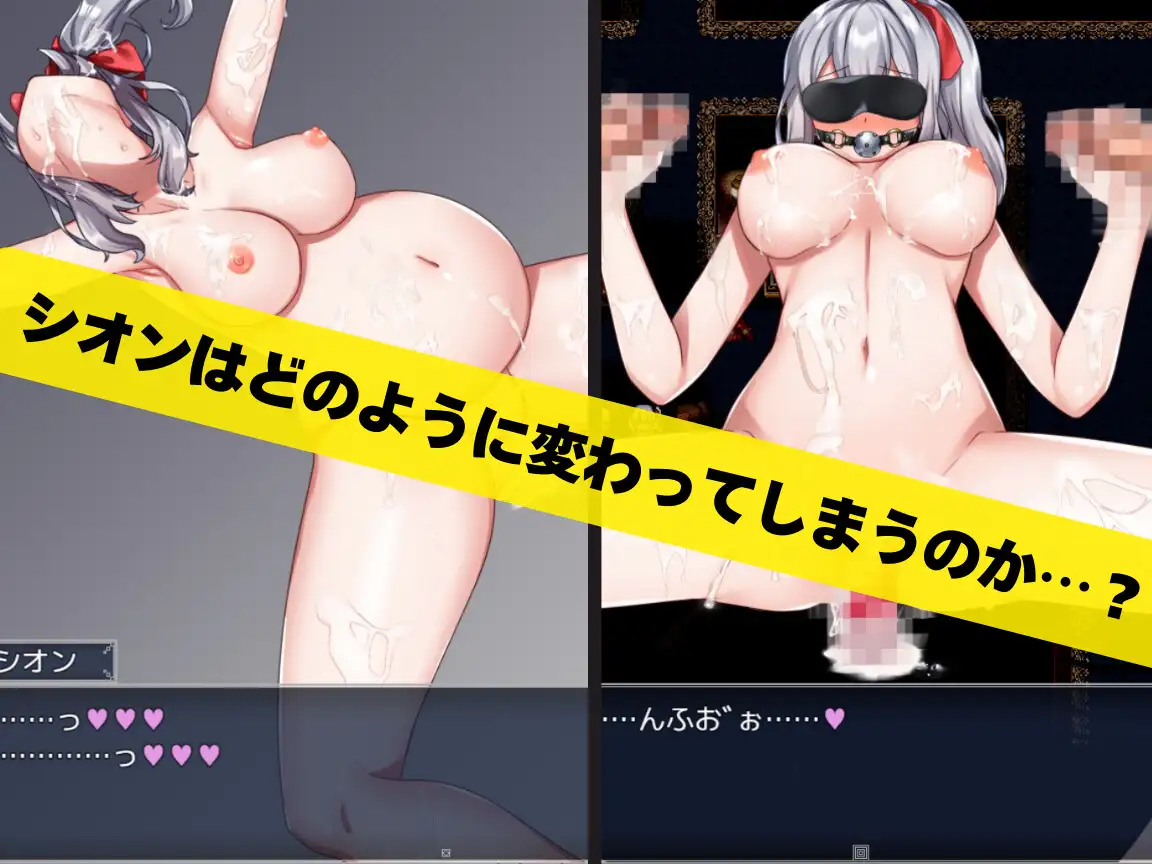 シオンはどのように変わってしまうのか…？
シオン
……っ♥♥♥
…………っ♥♥♥
…‥んふお゛ぉ……♥